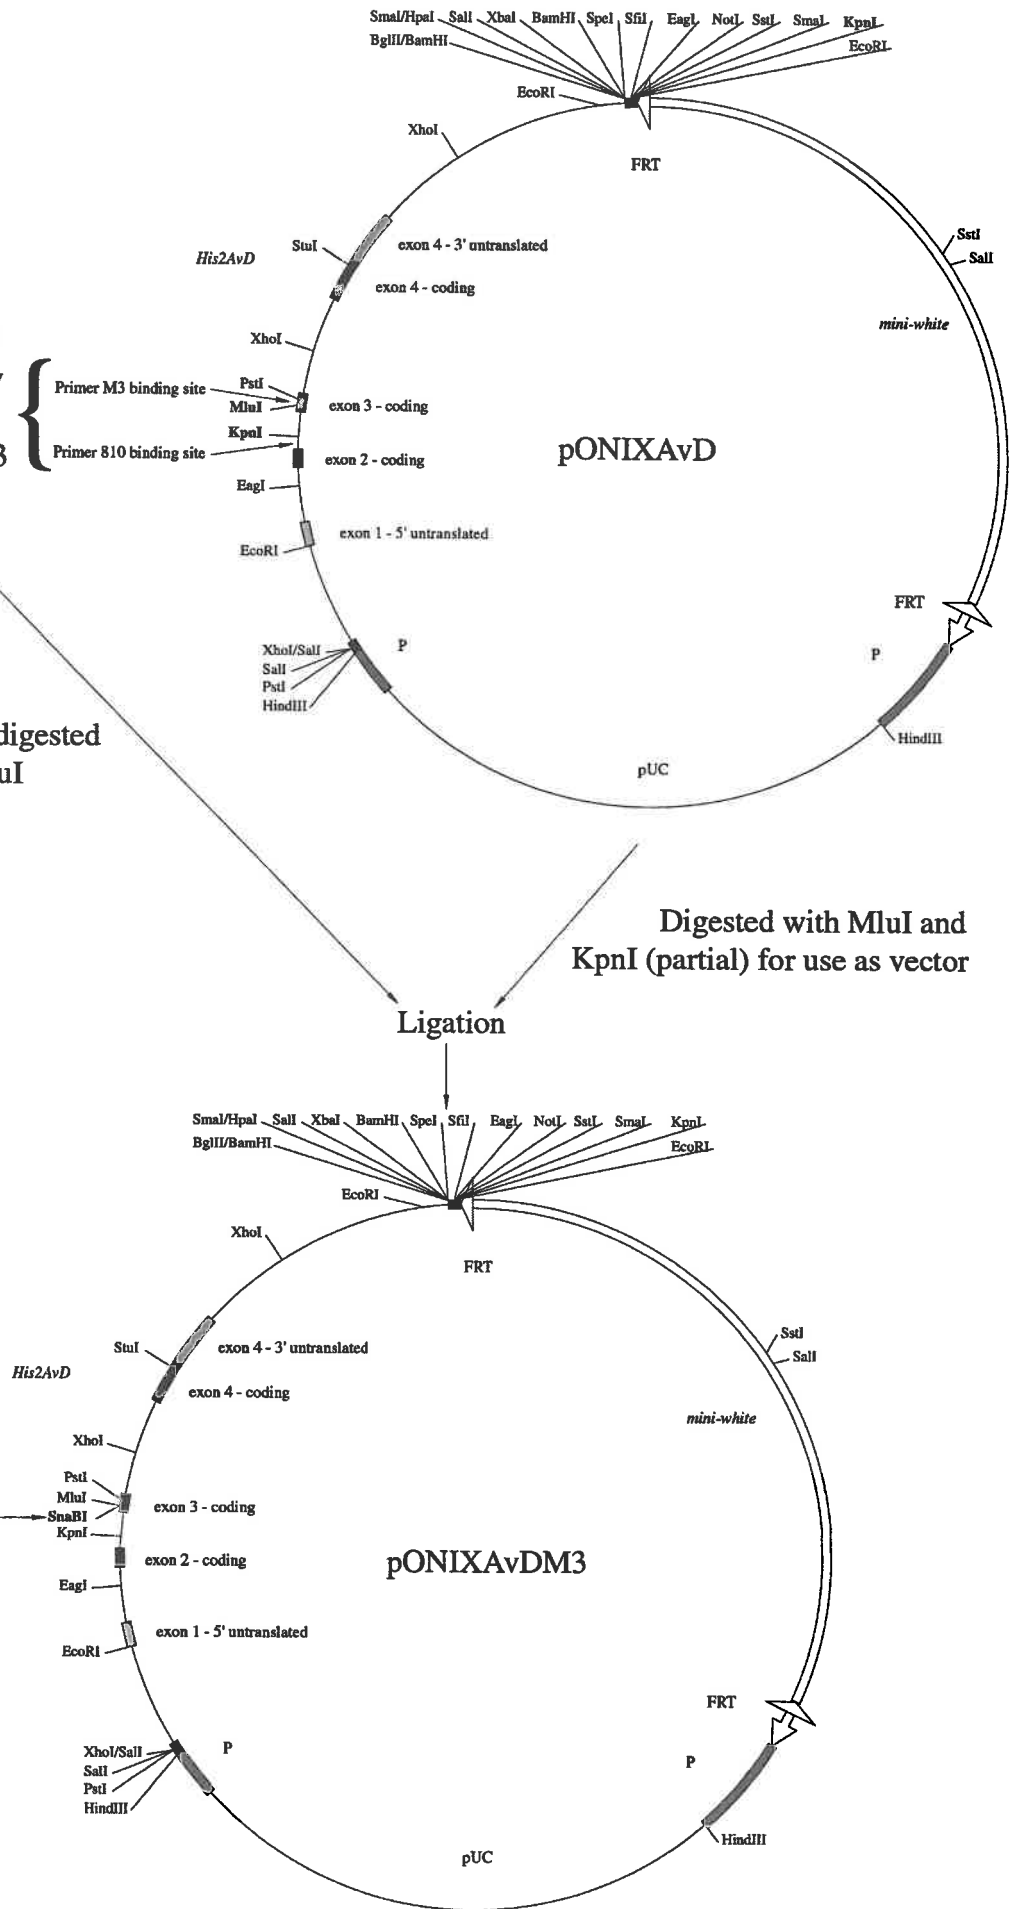 SmaI/HpaI SalI XbaI BamHI SpeI SfiI EagI NotI SstI SmaI KpnI
BglII/BamHI EcoRI
EcoRI
XhoI
FRT
SstI
SalI
StuI exon 4 - 3' untranslated
His2AvD
exon 4 - coding
mini-white
XhoI
Primer M3 binding site PstI
MluI exon 3 - coding
KpnI
Primer 810 binding site exon 2 - coding
pONIXAvD
EagI
exon 1 - 5' untranslated
EcoRI
FRT
XhoI/SalI P P
SalI
PstI
HindIII
digested
HindIII
uI
pUC
Digested with MluI and
KpnI (partial) for use as vector
Ligation
SmaI/HpaI SalI XbaI BamHI SpeI SfiI EagI NotI SstI SmaI KpnI
BglII/BamHI EcoRI
EcoRI
XhoI
FRT
SstI
StuI exon 4 - 3' untranslated
SalI
His2AvD
exon 4 - coding
mini-white
XhoI
PstI
MluI exon 3 - coding
SnaBI
KpnI
exon 2 - coding
pONIXAvDM3
EagI
exon 1 - 5' untranslated
EcoRI
FRT
XhoI/SalI P P
SalI
PstI
HindIII
HindIII
pUC